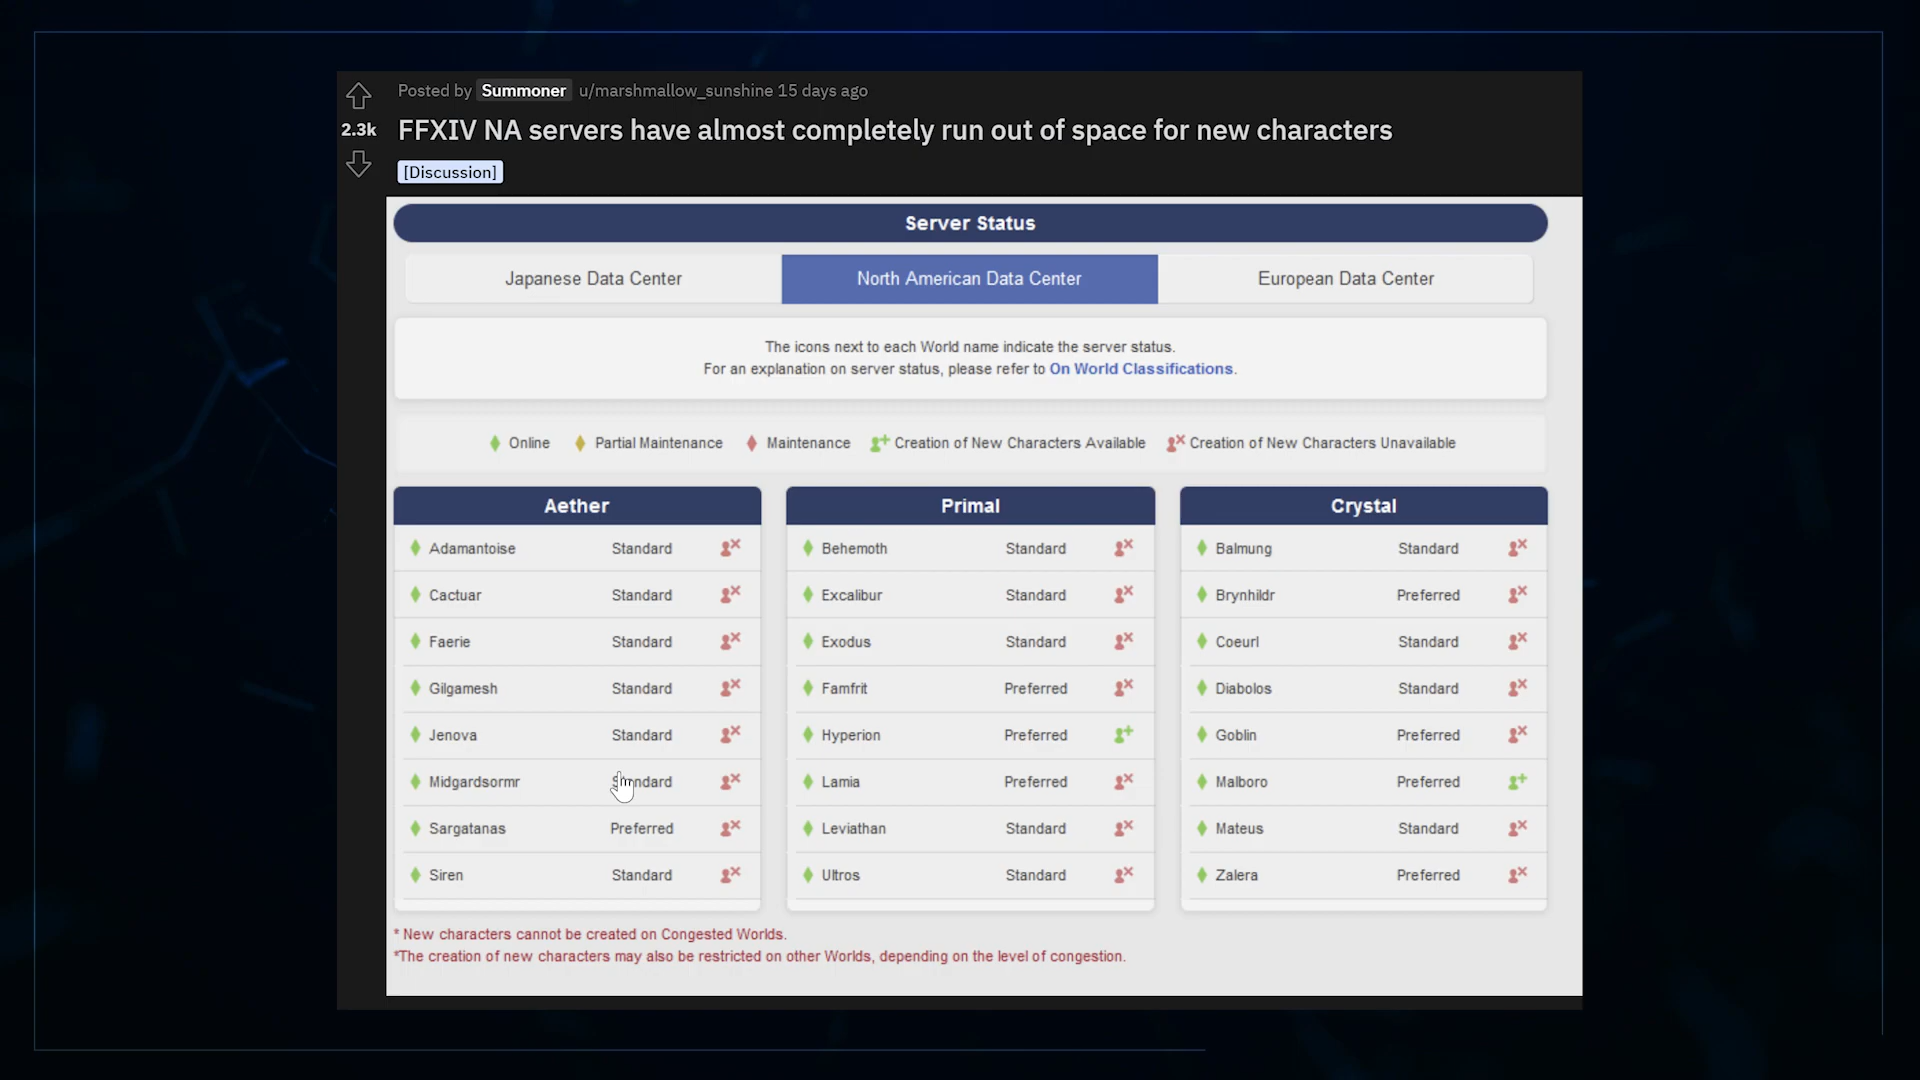 Posted by Summoner u/marshmallow_sunshine 15 days ago
2.3k
FFXIV NA servers have almost completely run out of space for new characters
[Discussion]
Server Status
Japanese Data Center North American Data Center European Data Center
The icons next to each World name indicate the server status.
For an explanation on server status, please refer to On World Classifications.
Online Partial Maintenance Maintenance Creation of New Characters Available Creation of New Characters Unavailable
Aether
Adamantoise Standard
Cactuar Standard
Faerie Standard
Gilgamesh Standard
Jenova Standard
Midgardsormr Standard
Sargatanas Preferred
Siren Standard
Primal
Behemoth Standard
Excalibur Standard
Exodus Standard
Famfrit Preferred
Hyperion Preferred
Lamia Preferred
Leviathan Standard
Ultros Standard
Crystal
Balmung Standard
Brynhildr Preferred
Coeurl Standard
Diabolos Standard
Goblin Preferred
Malboro Preferred
Mateus Standard
Zalera Preferred
* New characters cannot be created on Congested Worlds.
*The creation of new characters may also be restricted on other Worlds, depending on the level of congestion.